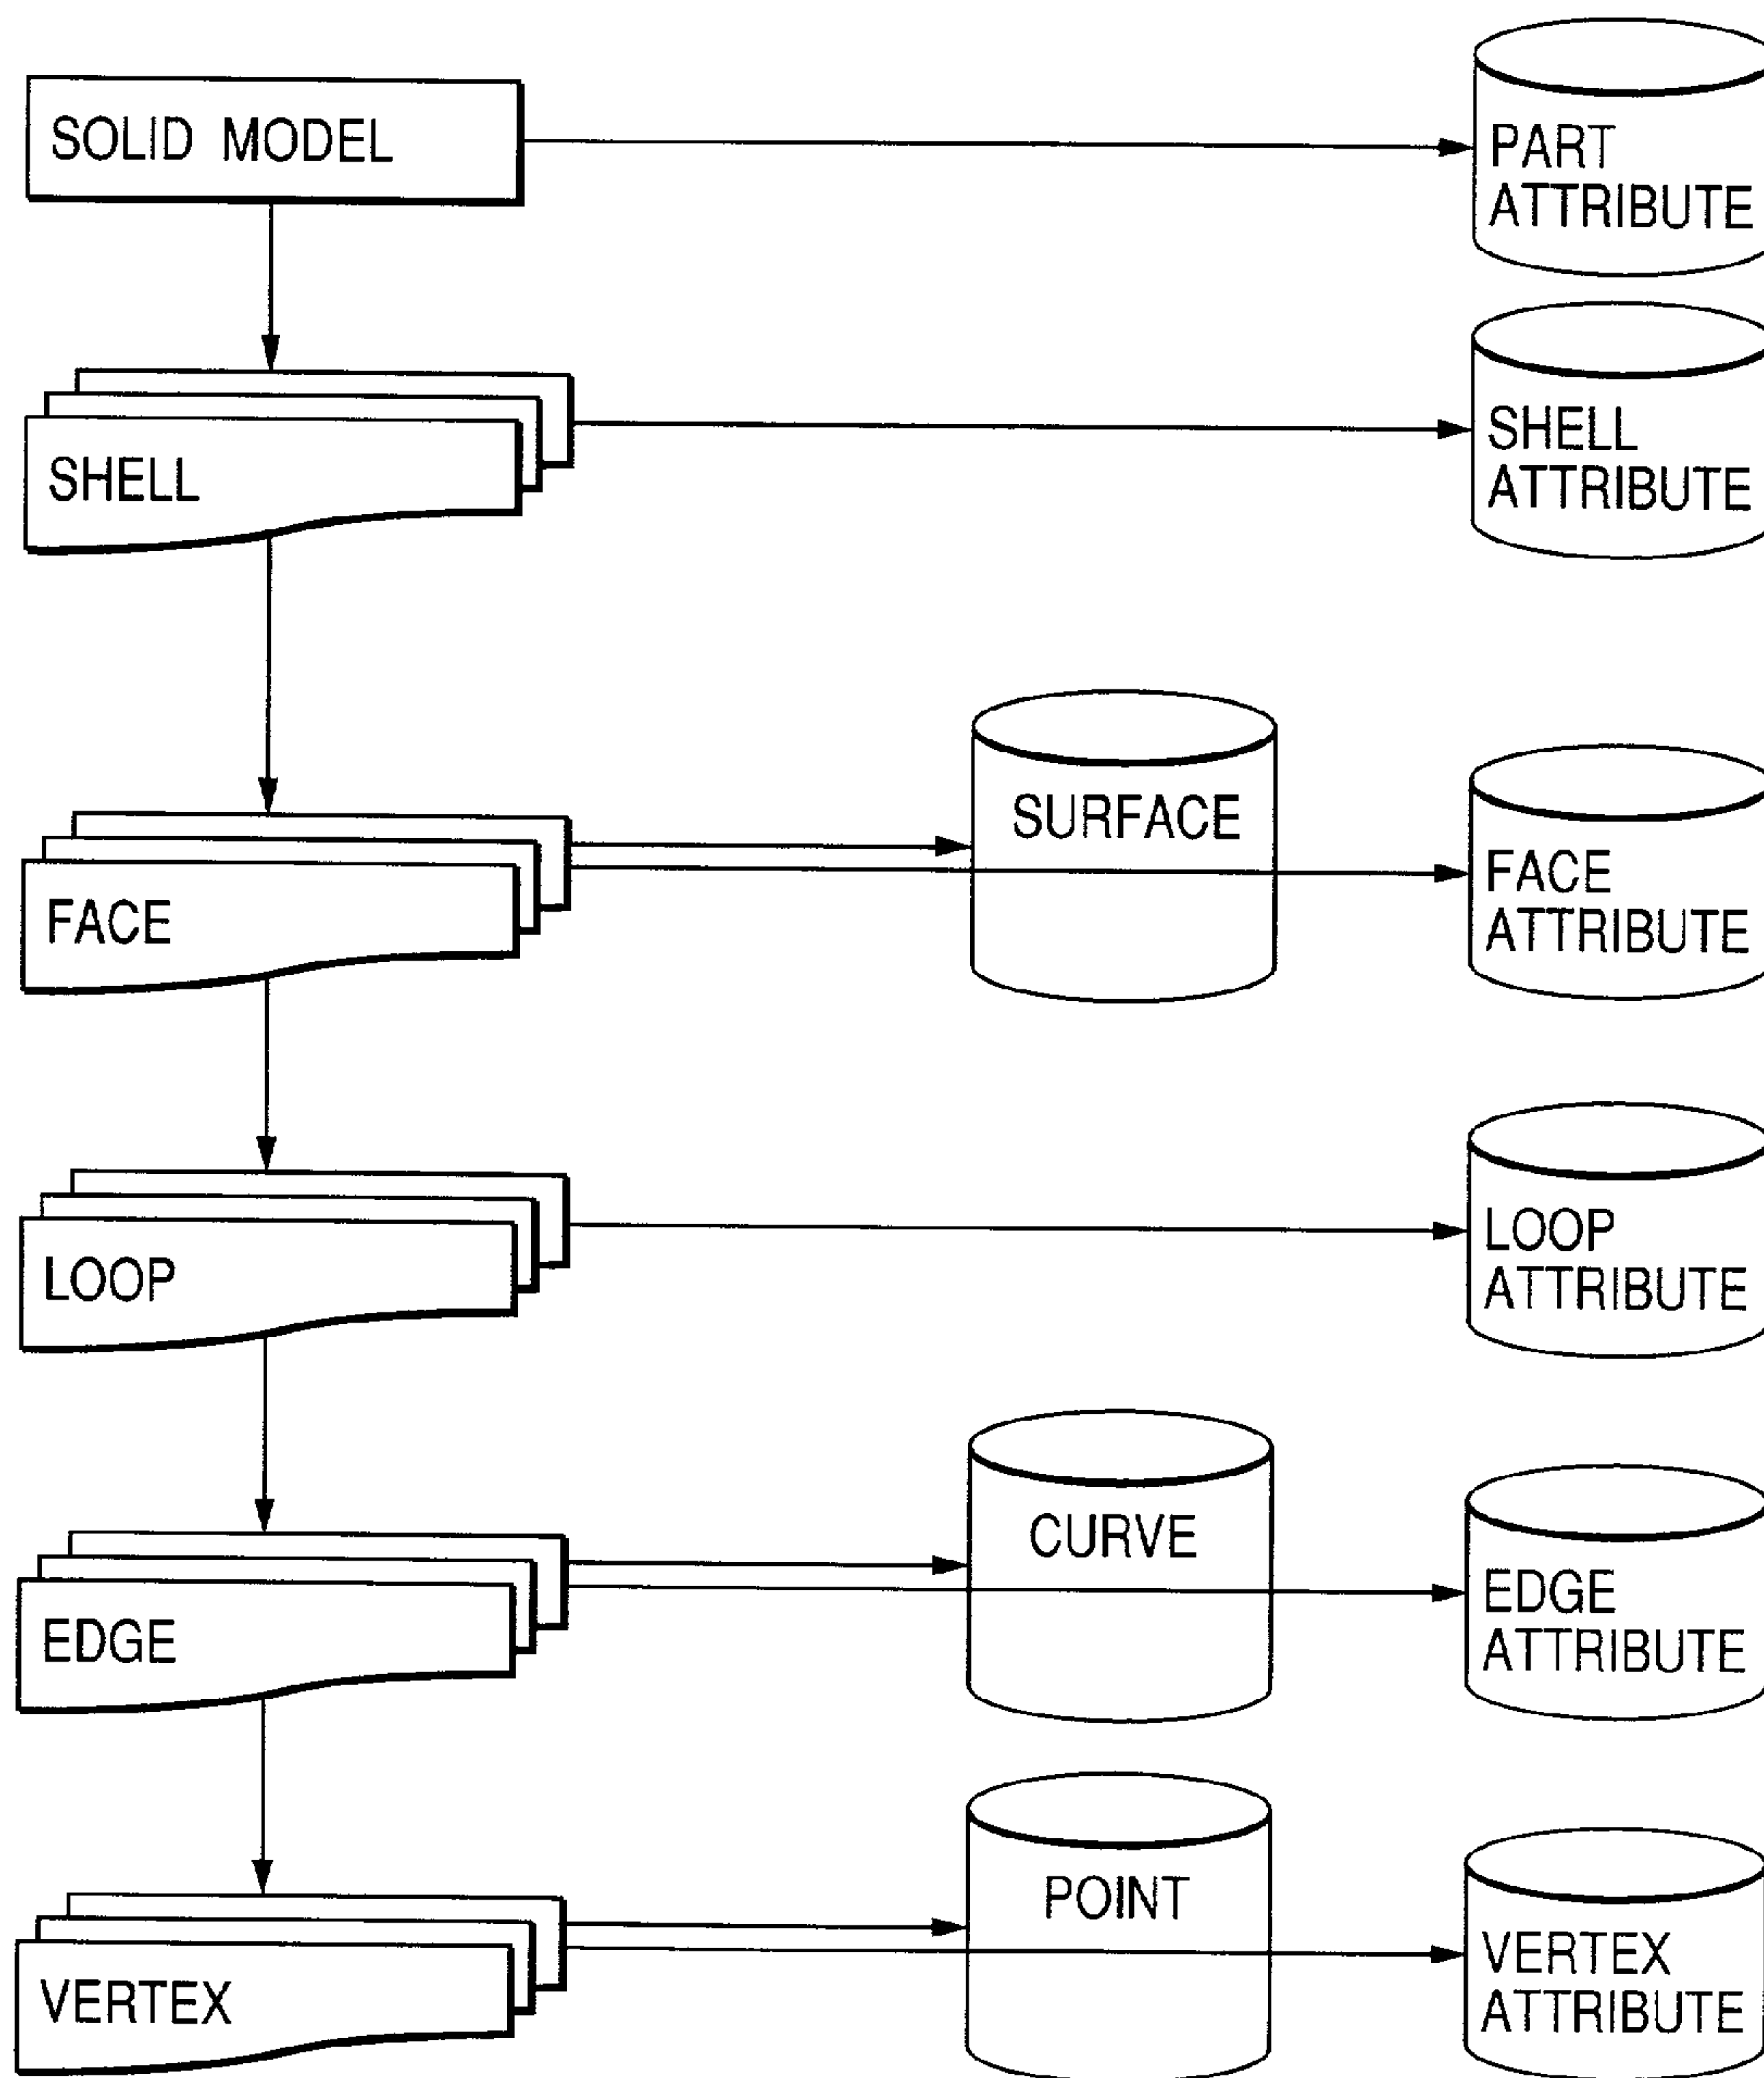 SOLID MODEL
PART
ATTRIBUTE
SHELL
SHELL
ATTRIBUTE
FACE
SURFACE
FACE
ATTRIBUTE
LOOP
LOOP
ATTRIBUTE
EDGE
CURVE
EDGE
ATTRIBUTE
VERTEX
POINT
VERTEX
ATTRIBUTE